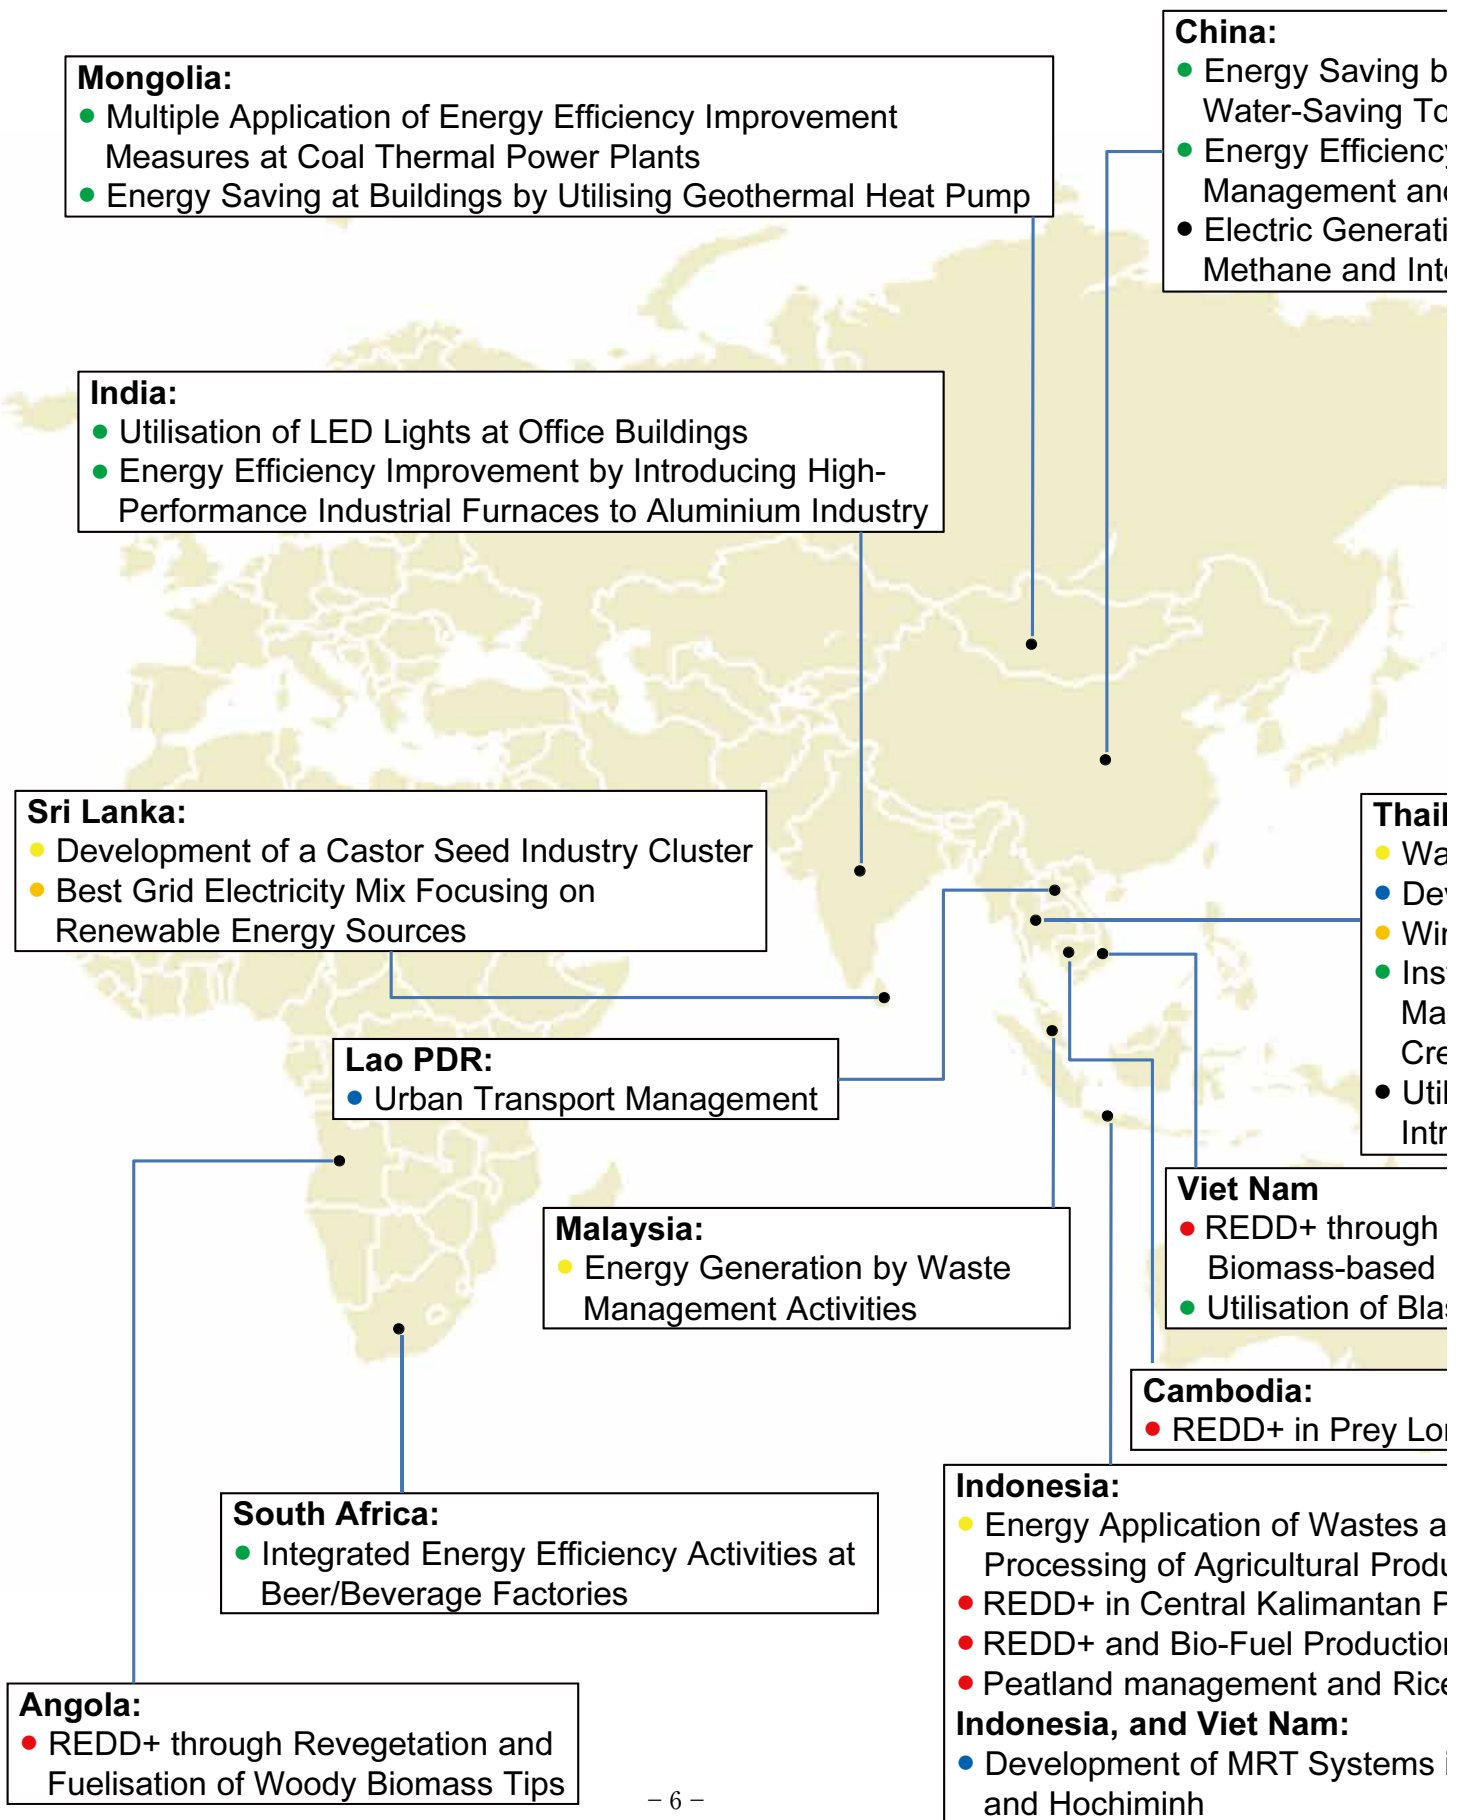 China:
• Energy Saving b
Water-Saving To
• Energy Efficiency
Management and
• Electric Generati
Methane and Inte
Mongolia:
• Multiple Application of Energy Efficiency Improvement
Measures at Coal Thermal Power Plants
• Energy Saving at Buildings by Utilising Geothermal Heat Pump
India:
• Utilisation of LED Lights at Office Buildings
• Energy Efficiency Improvement by Introducing High-
Performance Industrial Furnaces to Aluminium Industry
Sri Lanka:
• Development of a Castor Seed Industry Cluster
• Best Grid Electricity Mix Focusing on
Renewable Energy Sources
Thail
• Wa
• Dev
• Win
• Inst
Ma
Cre
• Util
Intr
Lao PDR:
• Urban Transport Management
Viet Nam
• REDD+ through
Biomass-based
• Utilisation of Blas
Malaysia:
• Energy Generation by Waste
Management Activities
Cambodia:
• REDD+ in Prey Lon
Indonesia:
• Energy Application of Wastes a
Processing of Agricultural Produ
• REDD+ in Central Kalimantan P
• REDD+ and Bio-Fuel Production
• Peatland management and Rice
Indonesia, and Viet Nam:
• Development of MRT Systems i
and Hochiminh
South Africa:
• Integrated Energy Efficiency Activities at
Beer/Beverage Factories
Angola:
• REDD+ through Revegetation and
Fuelisation of Woody Biomass Tips
– 6 –